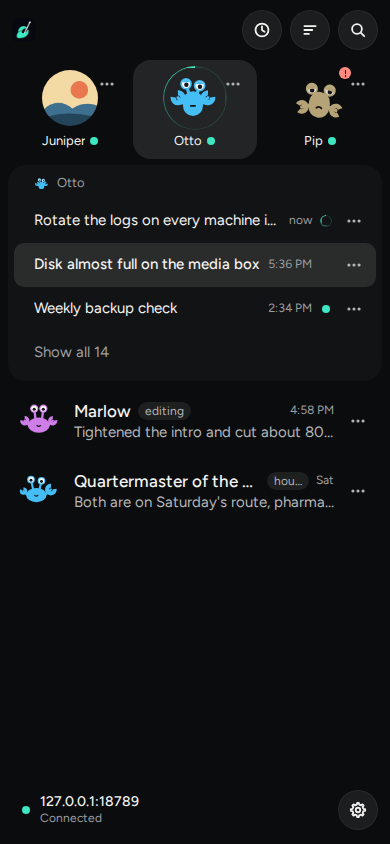 Juniper
Otto
Pip
Otto
Rotate the logs on every machine i... now
Disk almost full on the media box 5:36 PM
Weekly backup check 2:34 PM
Show all 14
Marlow editing 4:58 PM
Tightened the intro and cut about 80...
Quartermaster of the ... hou... Sat
Both are on Saturday's route, pharma...
127.0.0.1:18789
Connected